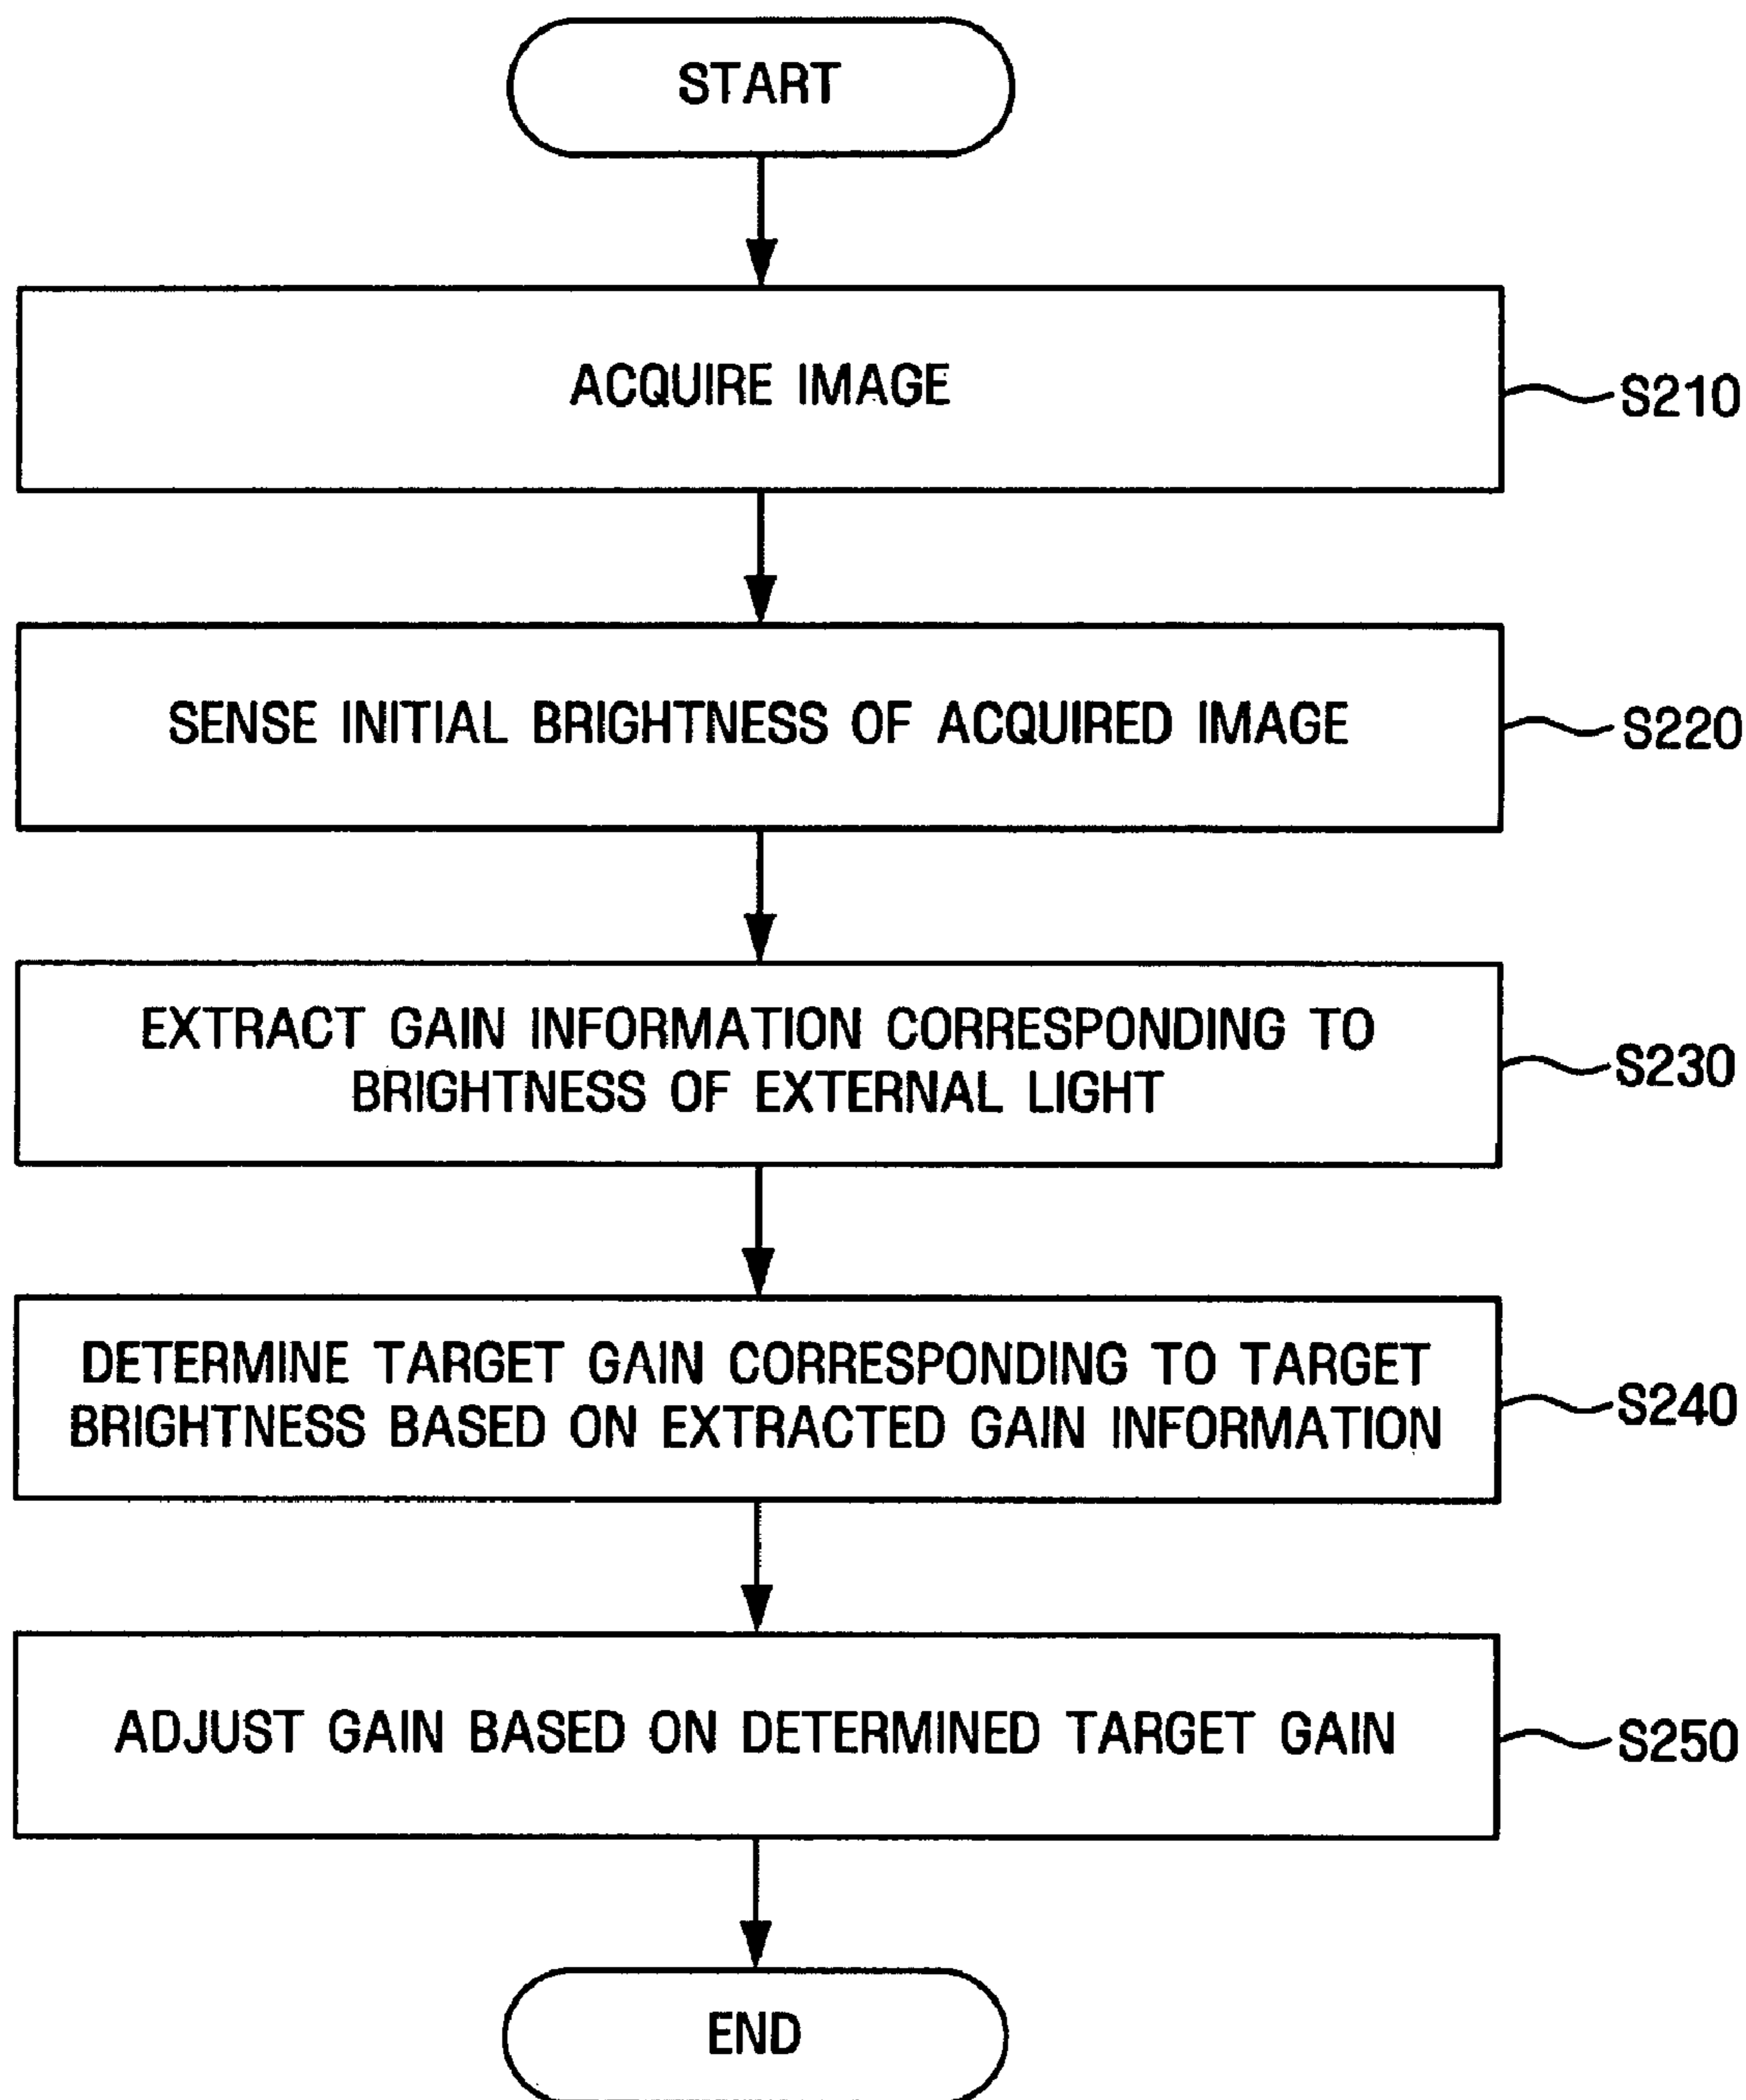 START
ACQUIRE IMAGE
S210
SENSE INITIAL BRIGHTNESS OF ACQUIRED IMAGE
S220
EXTRACT GAIN INFORMATION CORRESPONDING TO
BRIGHTNESS OF EXTERNAL LIGHT
S230
DETERMINE TARGET GAIN CORRESPONDING TO TARGET
BRIGHTNESS BASED ON EXTRACTED GAIN INFORMATION
S240
ADJUST GAIN BASED ON DETERMINED TARGET GAIN
S250
END